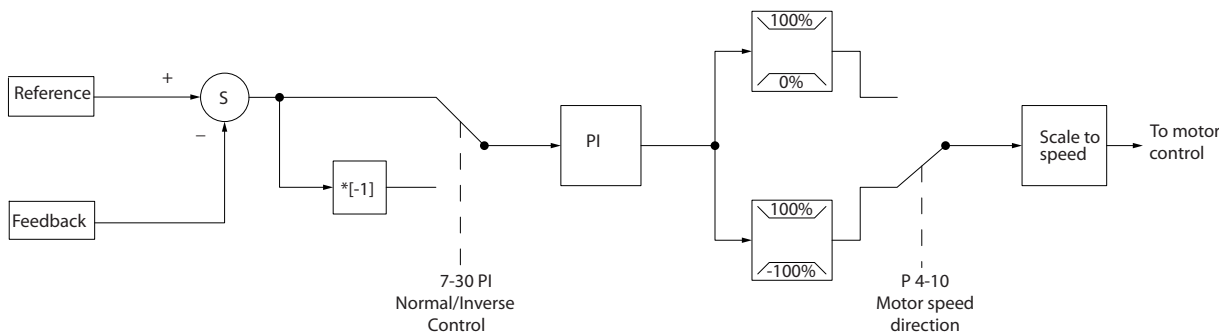 Reference
+
S
−
Feedback
*[-1]
7-30 PI
Normal/Inverse
Control
PI
100%
0%
100%
-100%
P 4-10
Motor speed
direction
Scale to
speed
To motor
control